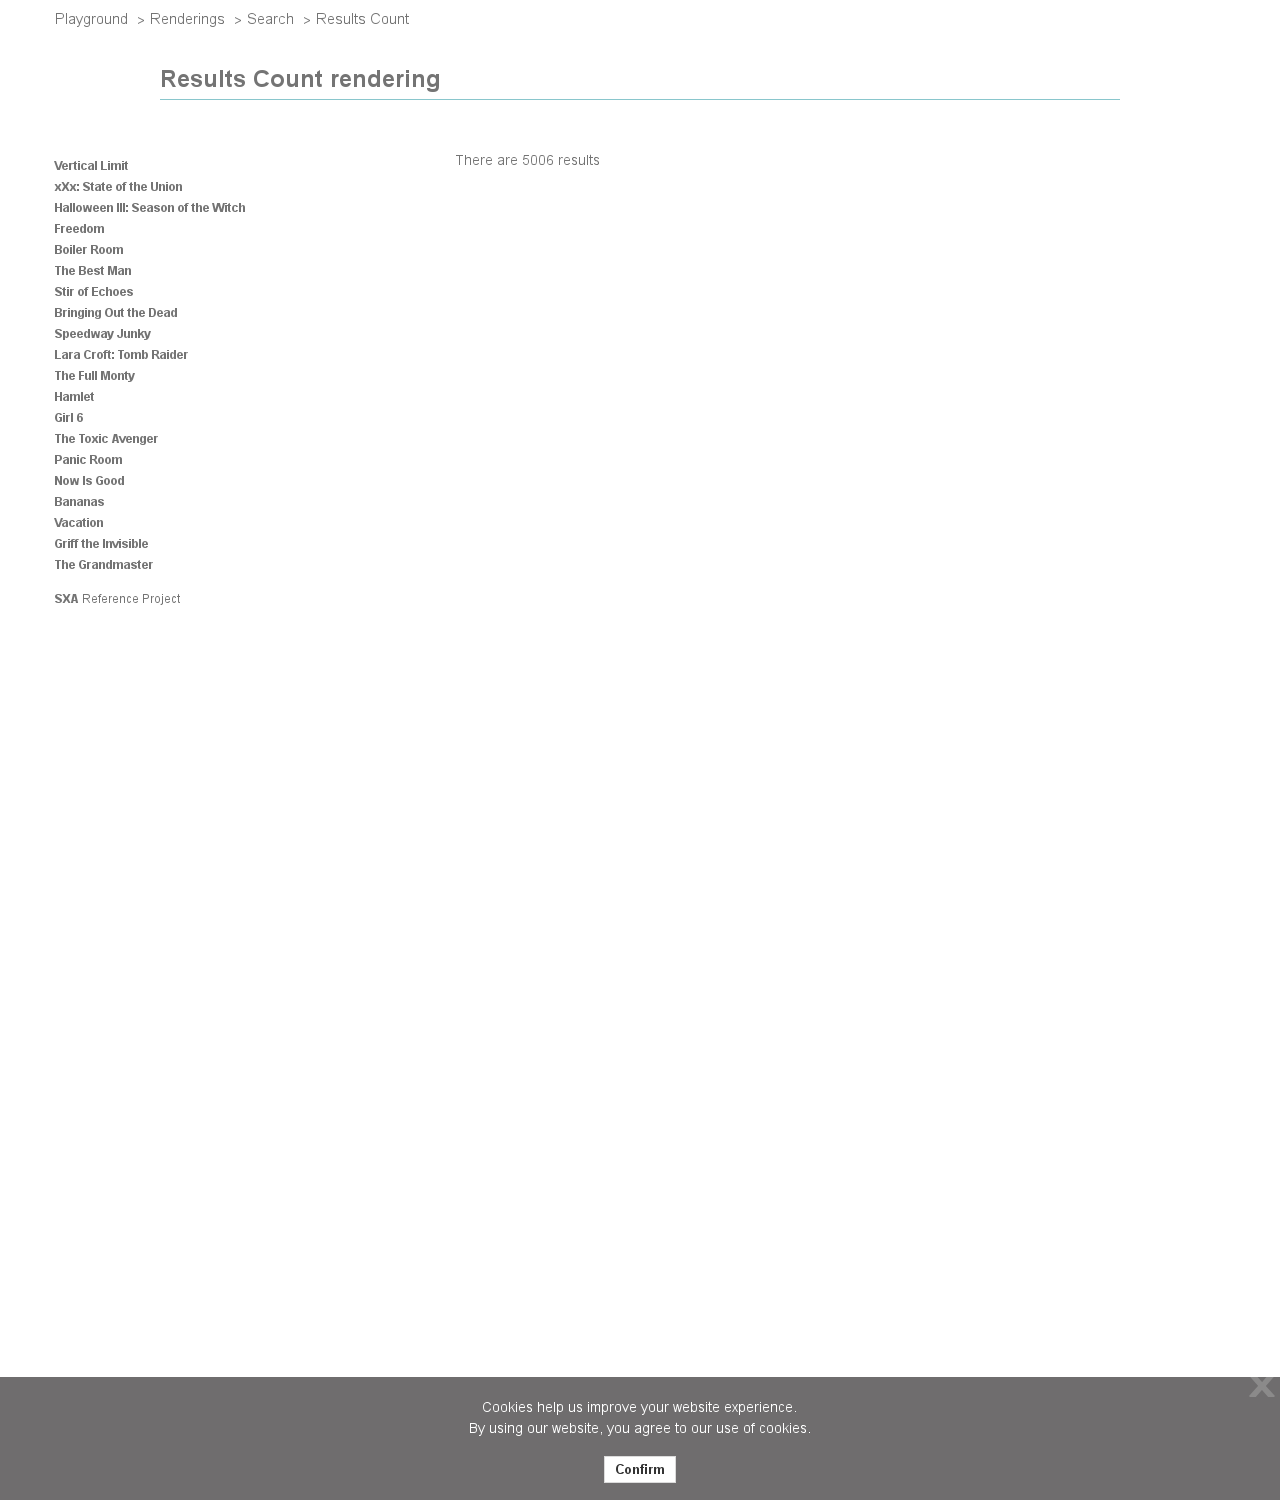 Playground > Renderings > Search > Results Count
Results Count rendering
Vertical Limit
xXx: State of the Union
Halloween III: Season of the Witch
Freedom
Boiler Room
The Best Man
Stir of Echoes
Bringing Out the Dead
Speedway Junky
Lara Croft: Tomb Raider
The Full Monty
Hamlet
Girl 6
The Toxic Avenger
Panic Room
Now Is Good
Bananas
Vacation
Griff the Invisible
The Grandmaster
There are 5006 results
SXA Reference Project
X
Cookies help us improve your website experience.
By using our website, you agree to our use of cookies.
Confirm